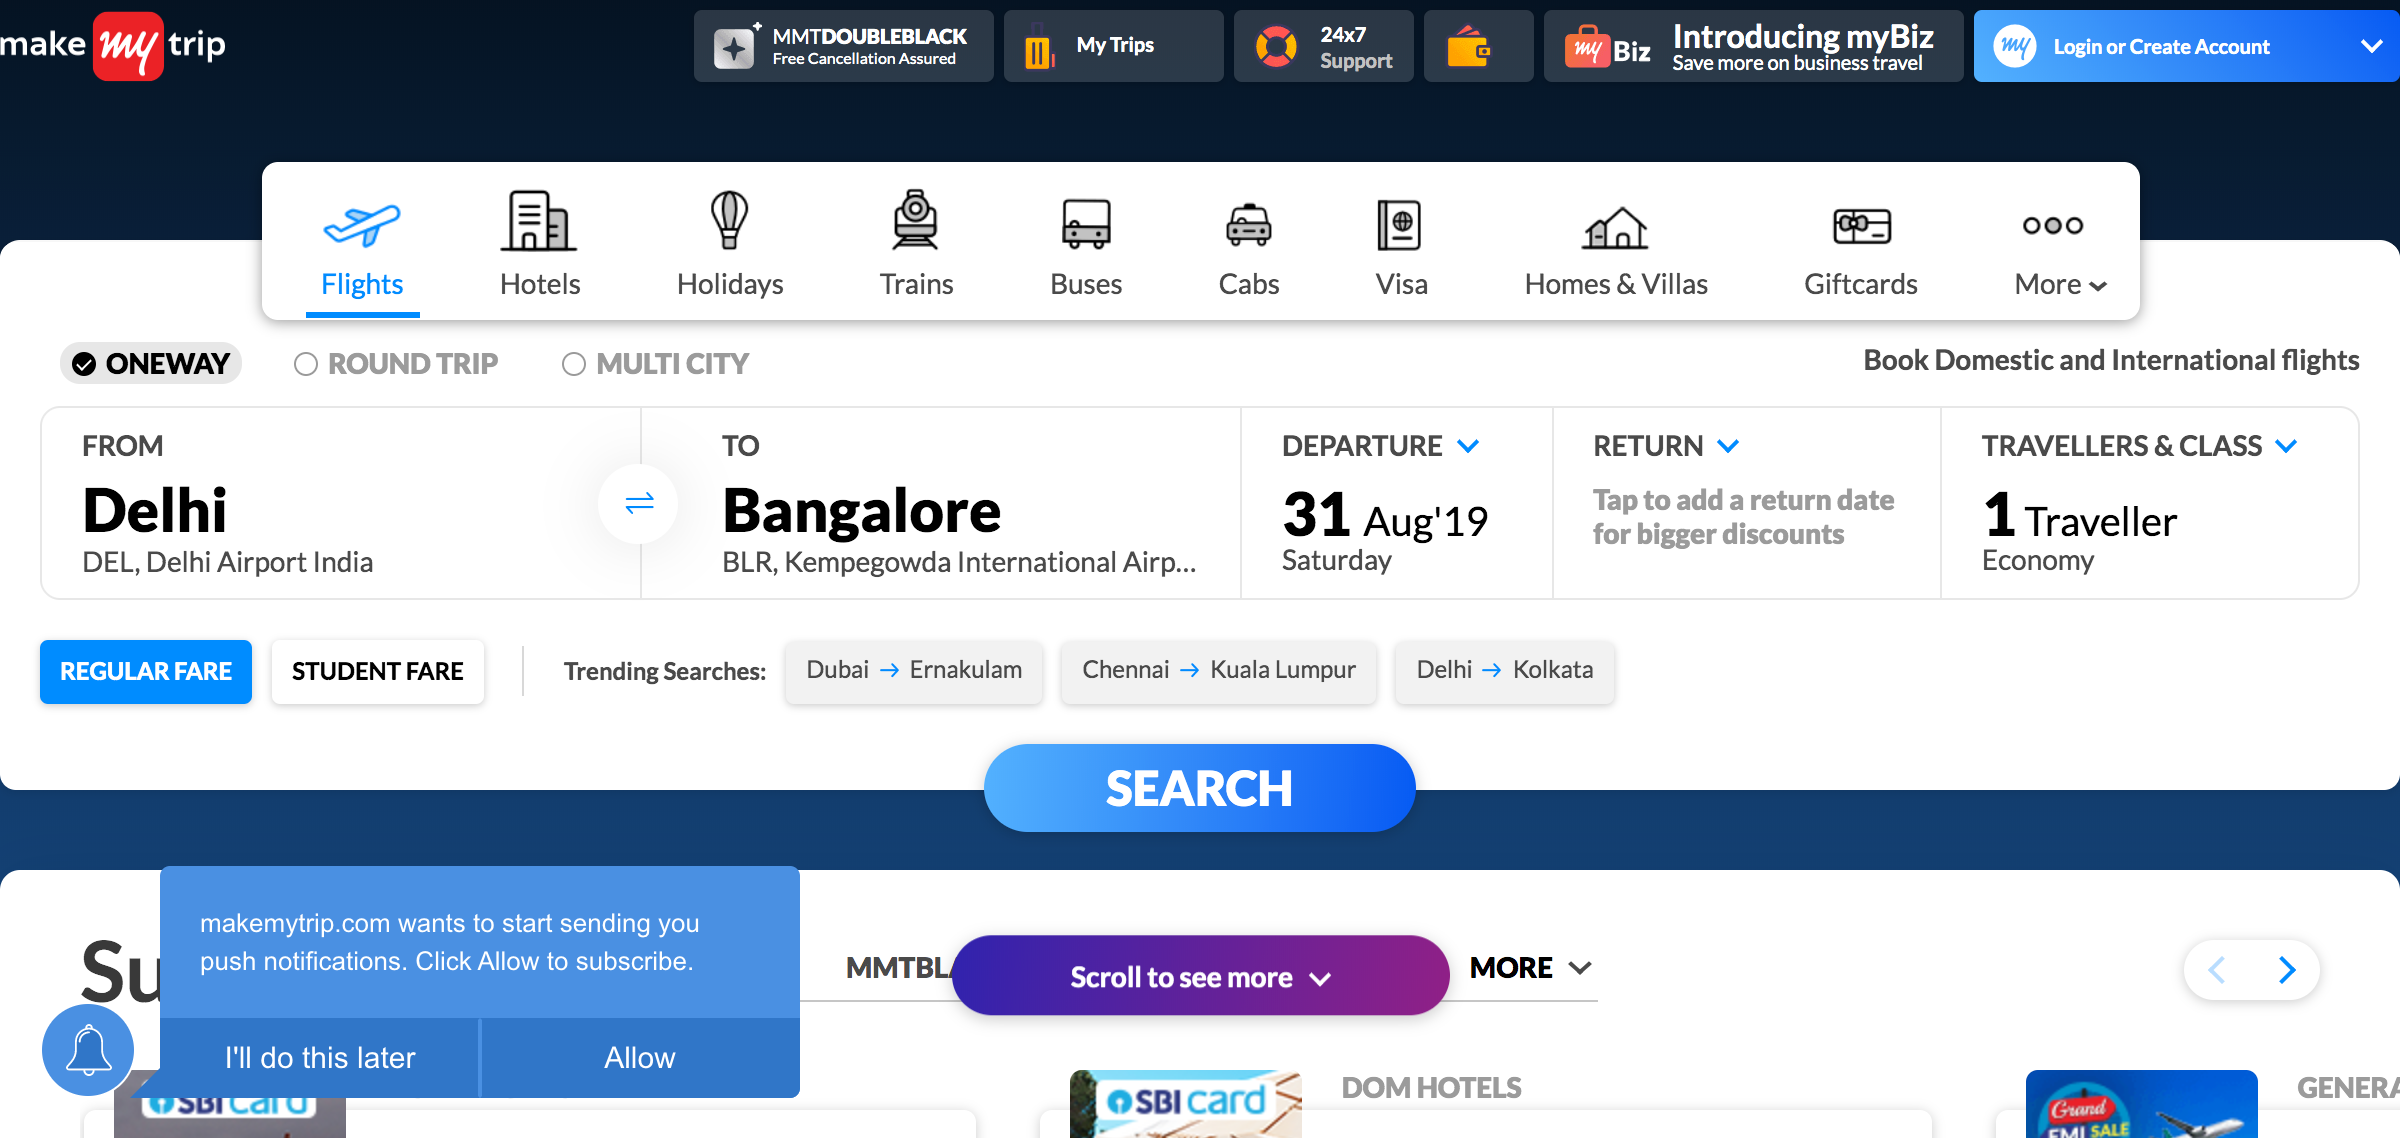 make my trip
MMTDOUBLEBLACK
Free Cancellation Assured
My Trips
24x7
Support
my Biz
Introducing myBiz
Save more on business travel
my
Login or Create Account
Flights
Hotels
Holidays
Trains
Buses
Cabs
Visa
Homes & Villas
Giftcards
More
ONEWAY
ROUND TRIP
MULTI CITY
Book Domestic and International flights
FROM
Delhi
DEL, Delhi Airport India
TO
Bangalore
BLR, Kempegowda International Airp...
DEPARTURE
31 Aug'19
Saturday
RETURN
Tap to add a return date
for bigger discounts
TRAVELLERS & CLASS
1 Traveller
Economy
REGULAR FARE
STUDENT FARE
Trending Searches:
Dubai → Ernakulam
Chennai → Kuala Lumpur
Delhi → Kolkata
SEARCH
makemytrip.com wants to start sending you
push notifications. Click Allow to subscribe.
I'll do this later
Allow
Su
MMTBLA
Scroll to see more
MORE
SBI card
SBI card
DOM HOTELS
Grand
EMI SALE
GENERA